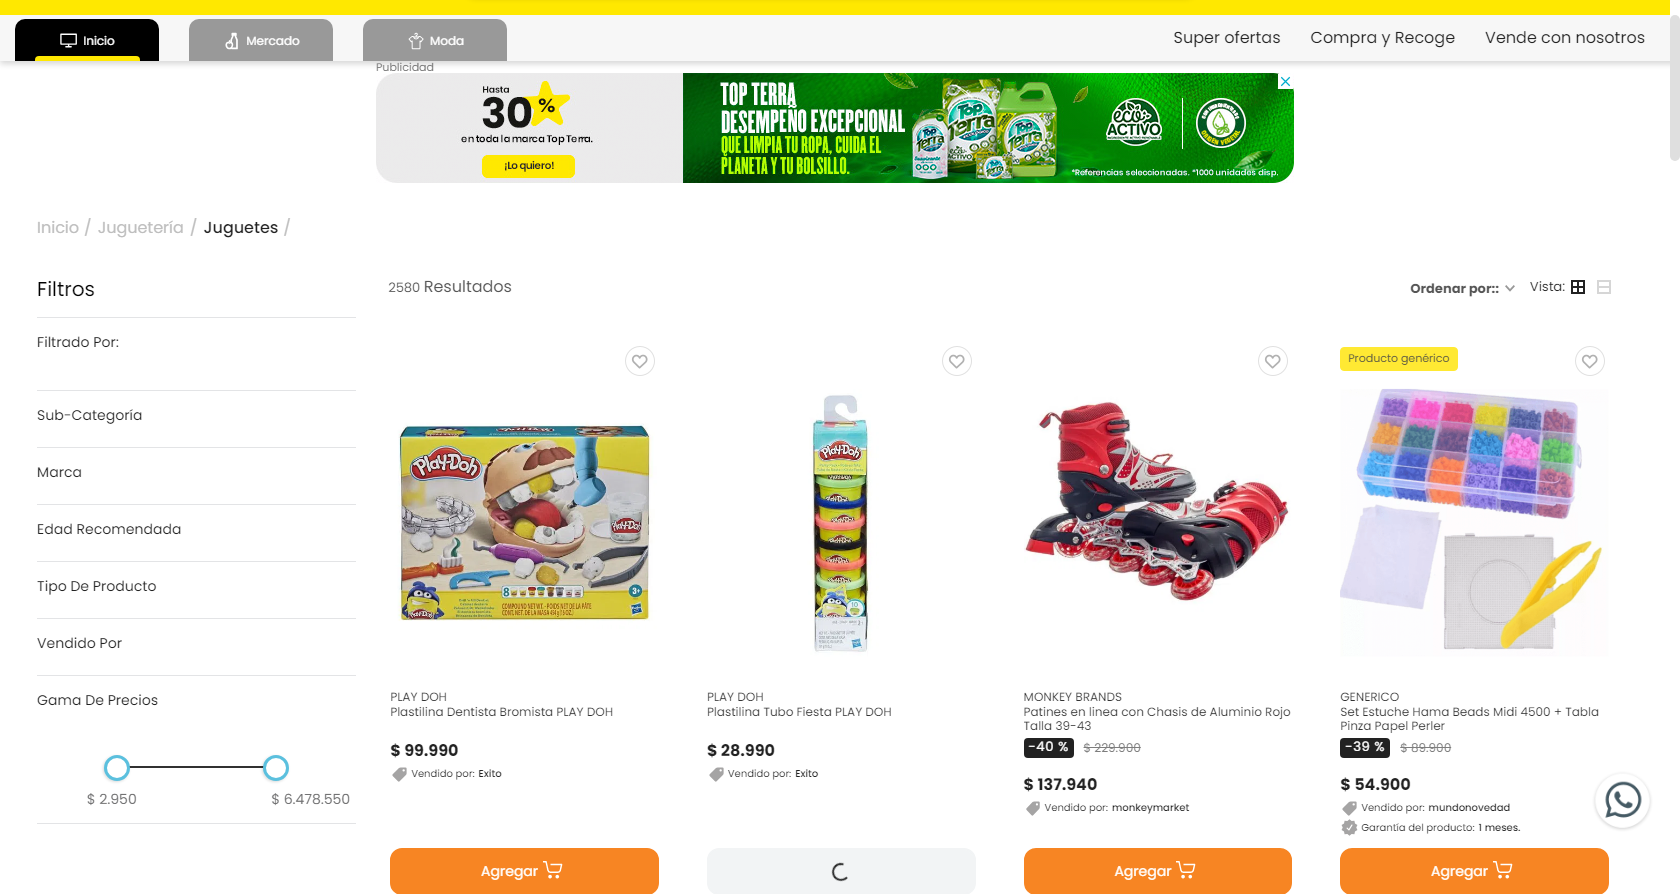 Inicio
Mercado
Moda
Super ofertas
Compra y Recoge
Vende con nosotros
Publicidad
Hasta
30%
en toda la marca Top Terra.
¡Lo quiero!
TOP TERRA
DESEMPEÑO EXCEPCIONAL
QUE LIMPIA TU ROPA, CUIDA EL
PLANETA Y TU BOLSILLO.
Top Terra
eco ACTIVO
*Referencias seleccionadas. *1000 unidades disp.
Inicio / Juguetería / Juguetes /
Filtros
2580 Resultados
Ordenar por::
Vista:
Filtrado Por:
Sub-Categoría
Marca
Edad Recomendada
Tipo De Producto
Vendido Por
Gama De Precios
$ 2.950
$ 6.478.550
Play-Doh
PLAY DOH
Plastilina Dentista Bromista PLAY DOH
$ 99.990
Vendido por: Exito
Agregar
Play-Doh
PLAY DOH
Plastilina Tubo Fiesta PLAY DOH
$ 28.990
Vendido por: Exito
MONKEY BRANDS
Patines en linea con Chasis de Aluminio Rojo
Talla 39-43
-40 % $ 229.900
$ 137.940
Vendido por: monkeymarket
Agregar
Producto genérico
GENERICO
Set Estuche Hama Beads Midi 4500 + Tabla
Pinza Papel Perler
-39 % $ 89.900
$ 54.900
Vendido por: mundonovedad
Garantía del producto: 1 meses.
Agregar